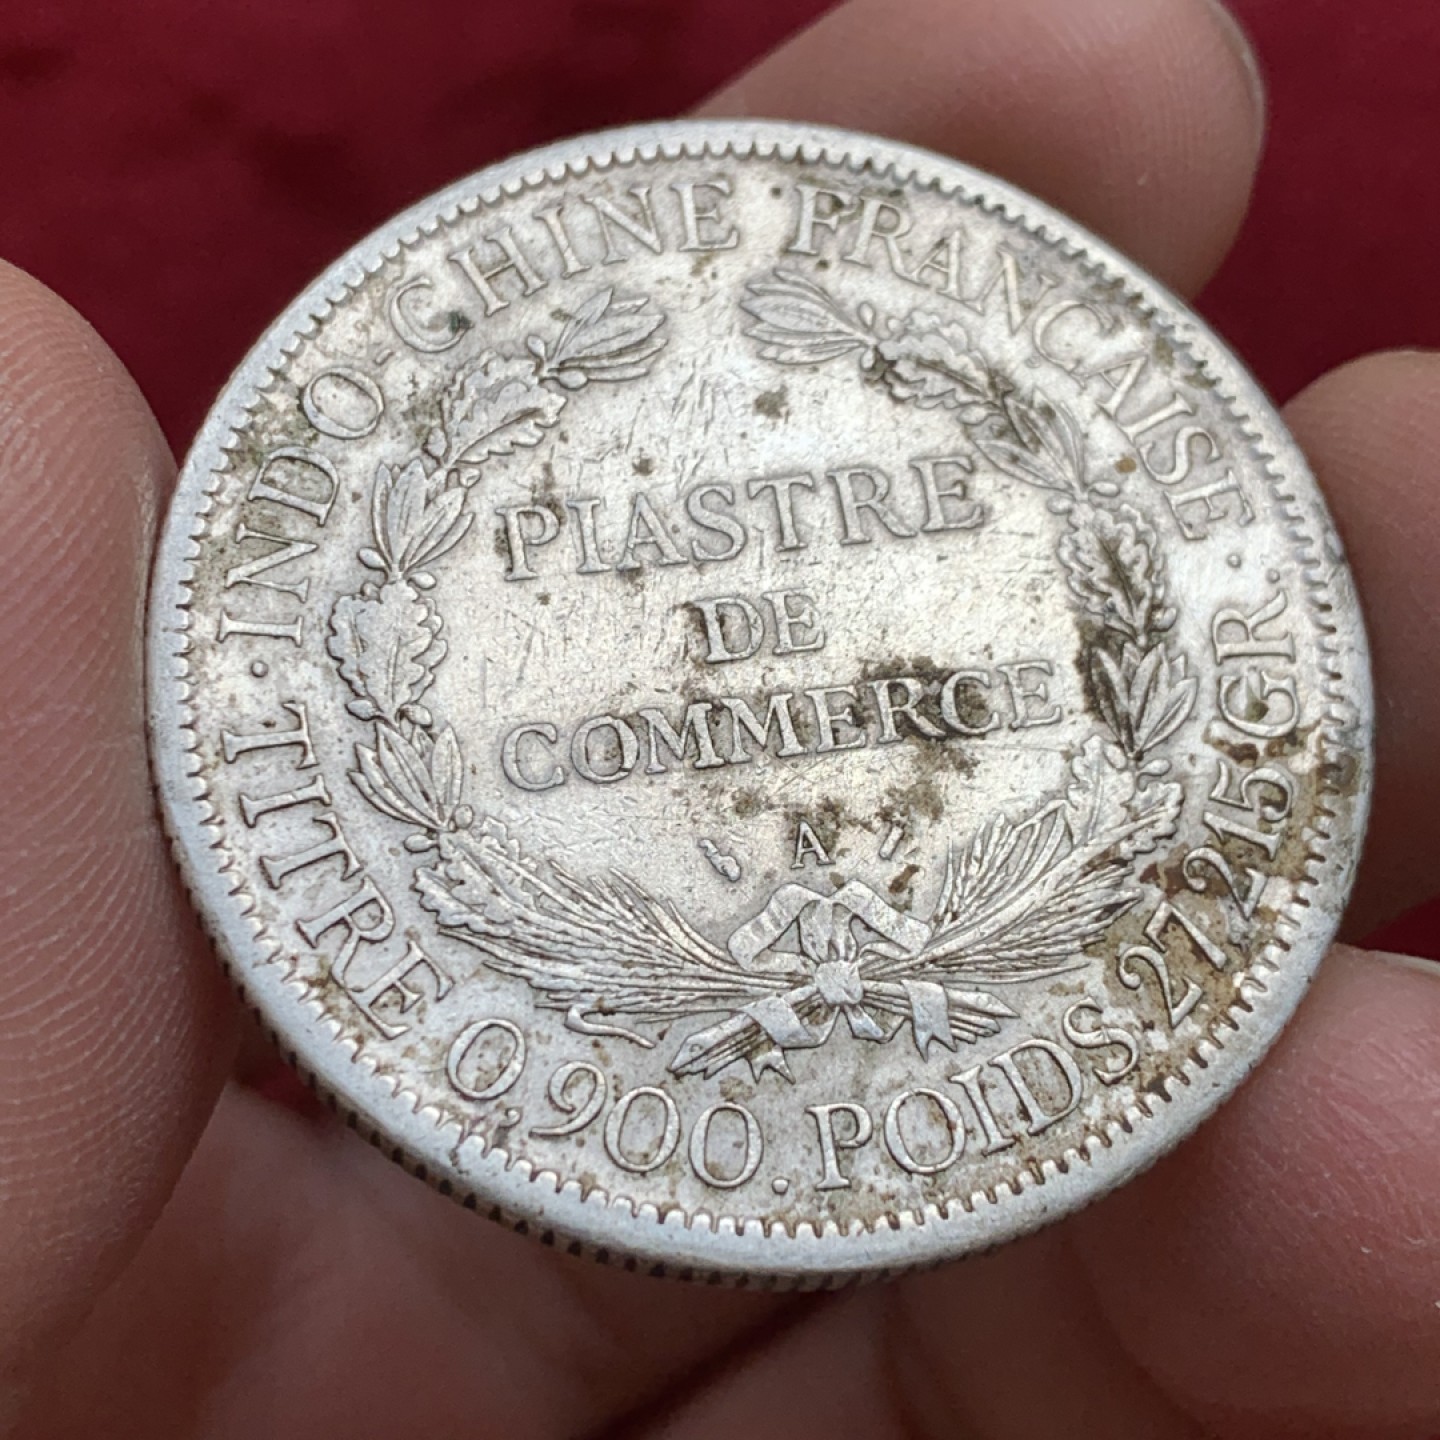 INDO-CHINE FRANÇAISE
PIASTRE
DE
COMMERCE
A
TITRE 0,900. POIDS 27 215 GR.